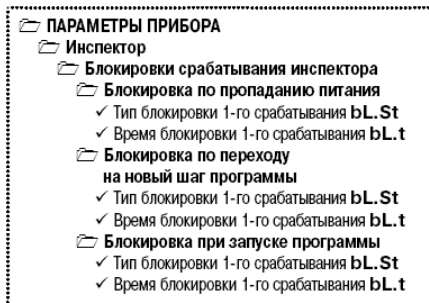 ПАРАМЕТРЫ ПРИБОРА
Инспектор
Блокировки срабатывания инспектора
Блокировка по пропаданию питания
✓ Тип блокировки 1-го срабатывания bL.St
✓ Время блокировки 1-го срабатывания bL.t
Блокировка по переходу
на новый шаг программы
✓ Тип блокировки 1-го срабатывания bL.St
✓ Время блокировки 1-го срабатывания bL.t
Блокировка при запуске программы
✓ Тип блокировки 1-го срабатывания bL.St
✓ Время блокировки 1-го срабатывания bL.t